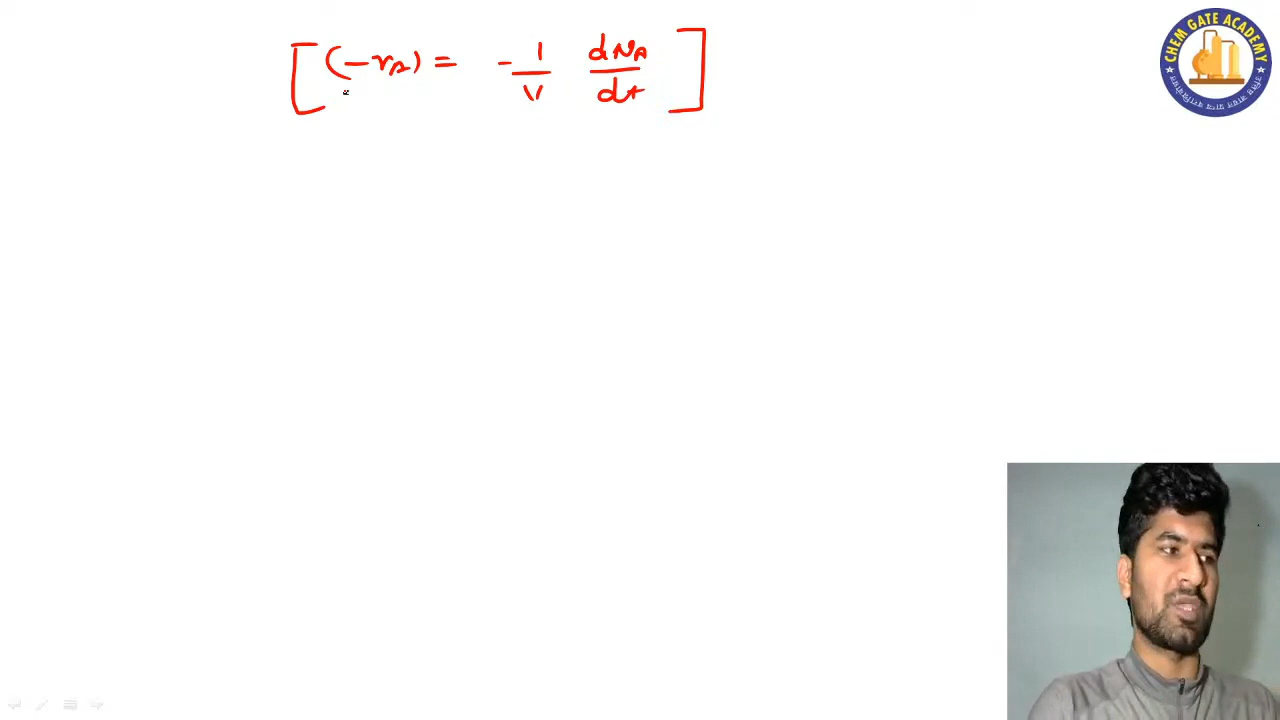 [(-rA) = - 1/V dNA/dt]
CHEM GATE ACADEMY